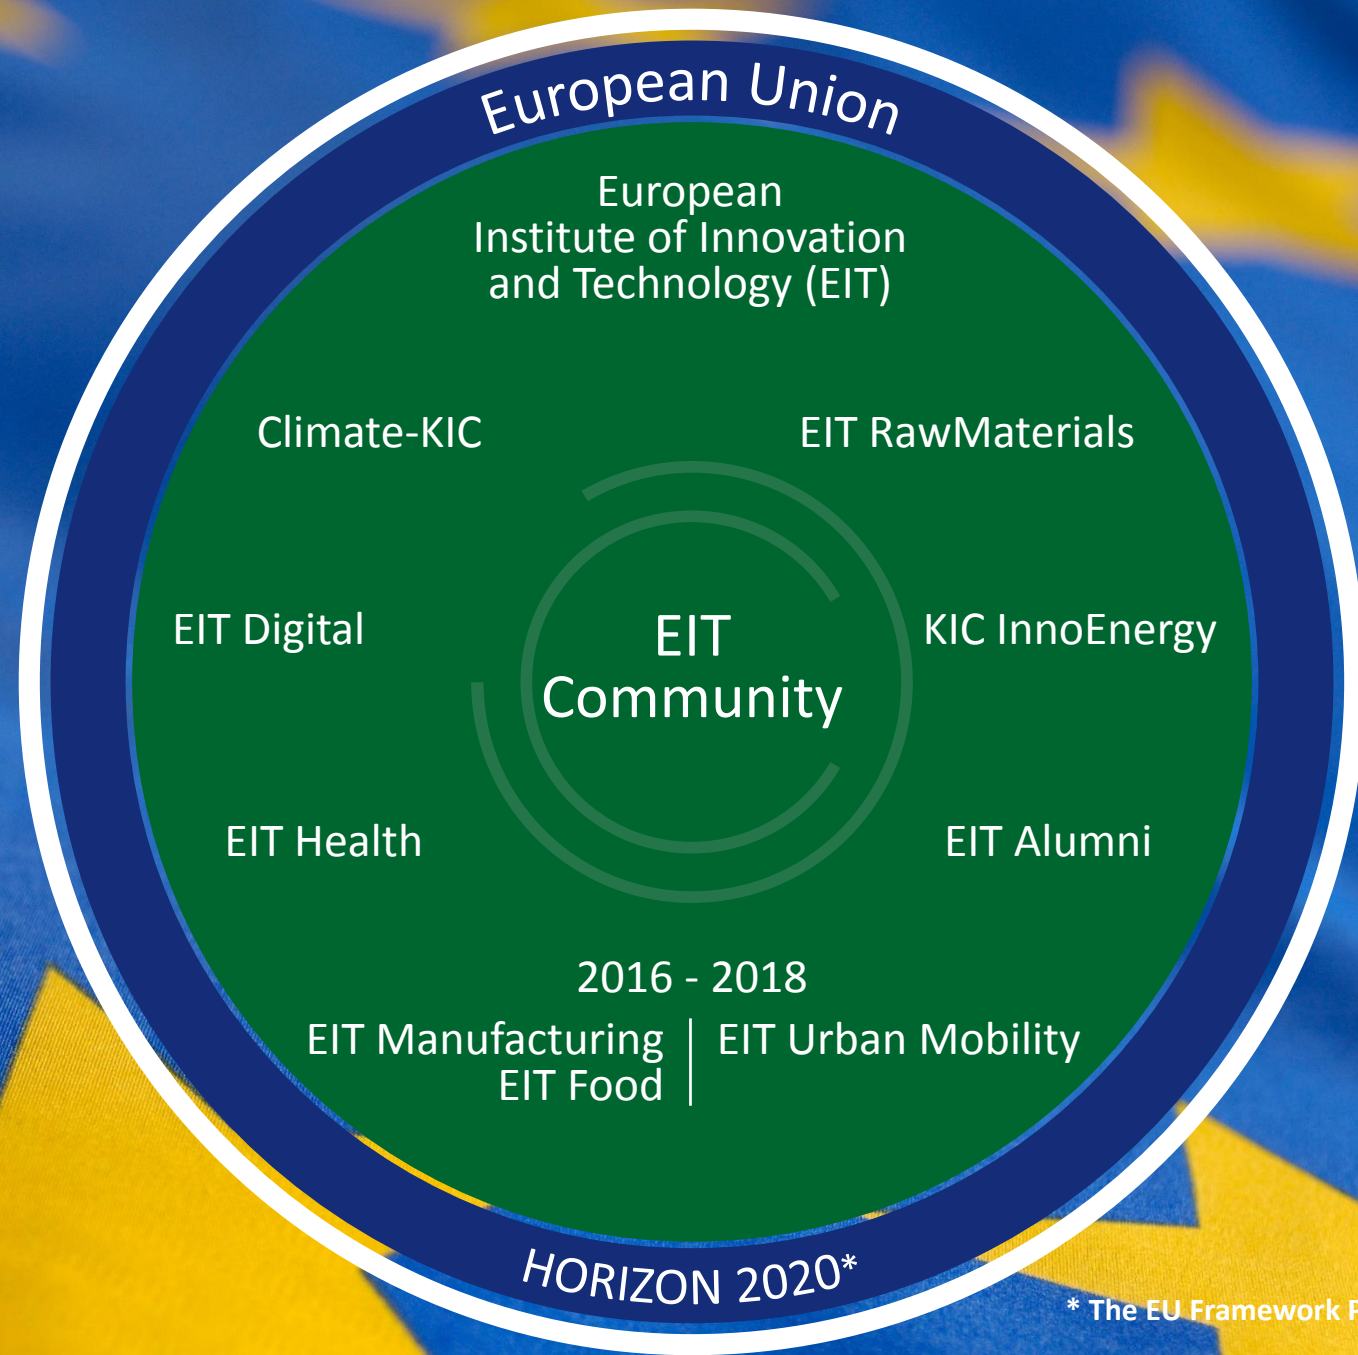 European Union
European
Institute of Innovation
and Technology (EIT)
Climate-KIC
EIT RawMaterials
EIT Digital
EIT
Community
KIC InnoEnergy
EIT Health
EIT Alumni
2016 - 2018
EIT Manufacturing
EIT Food
EIT Urban Mobility
HORIZON 2020*
* The EU Framework